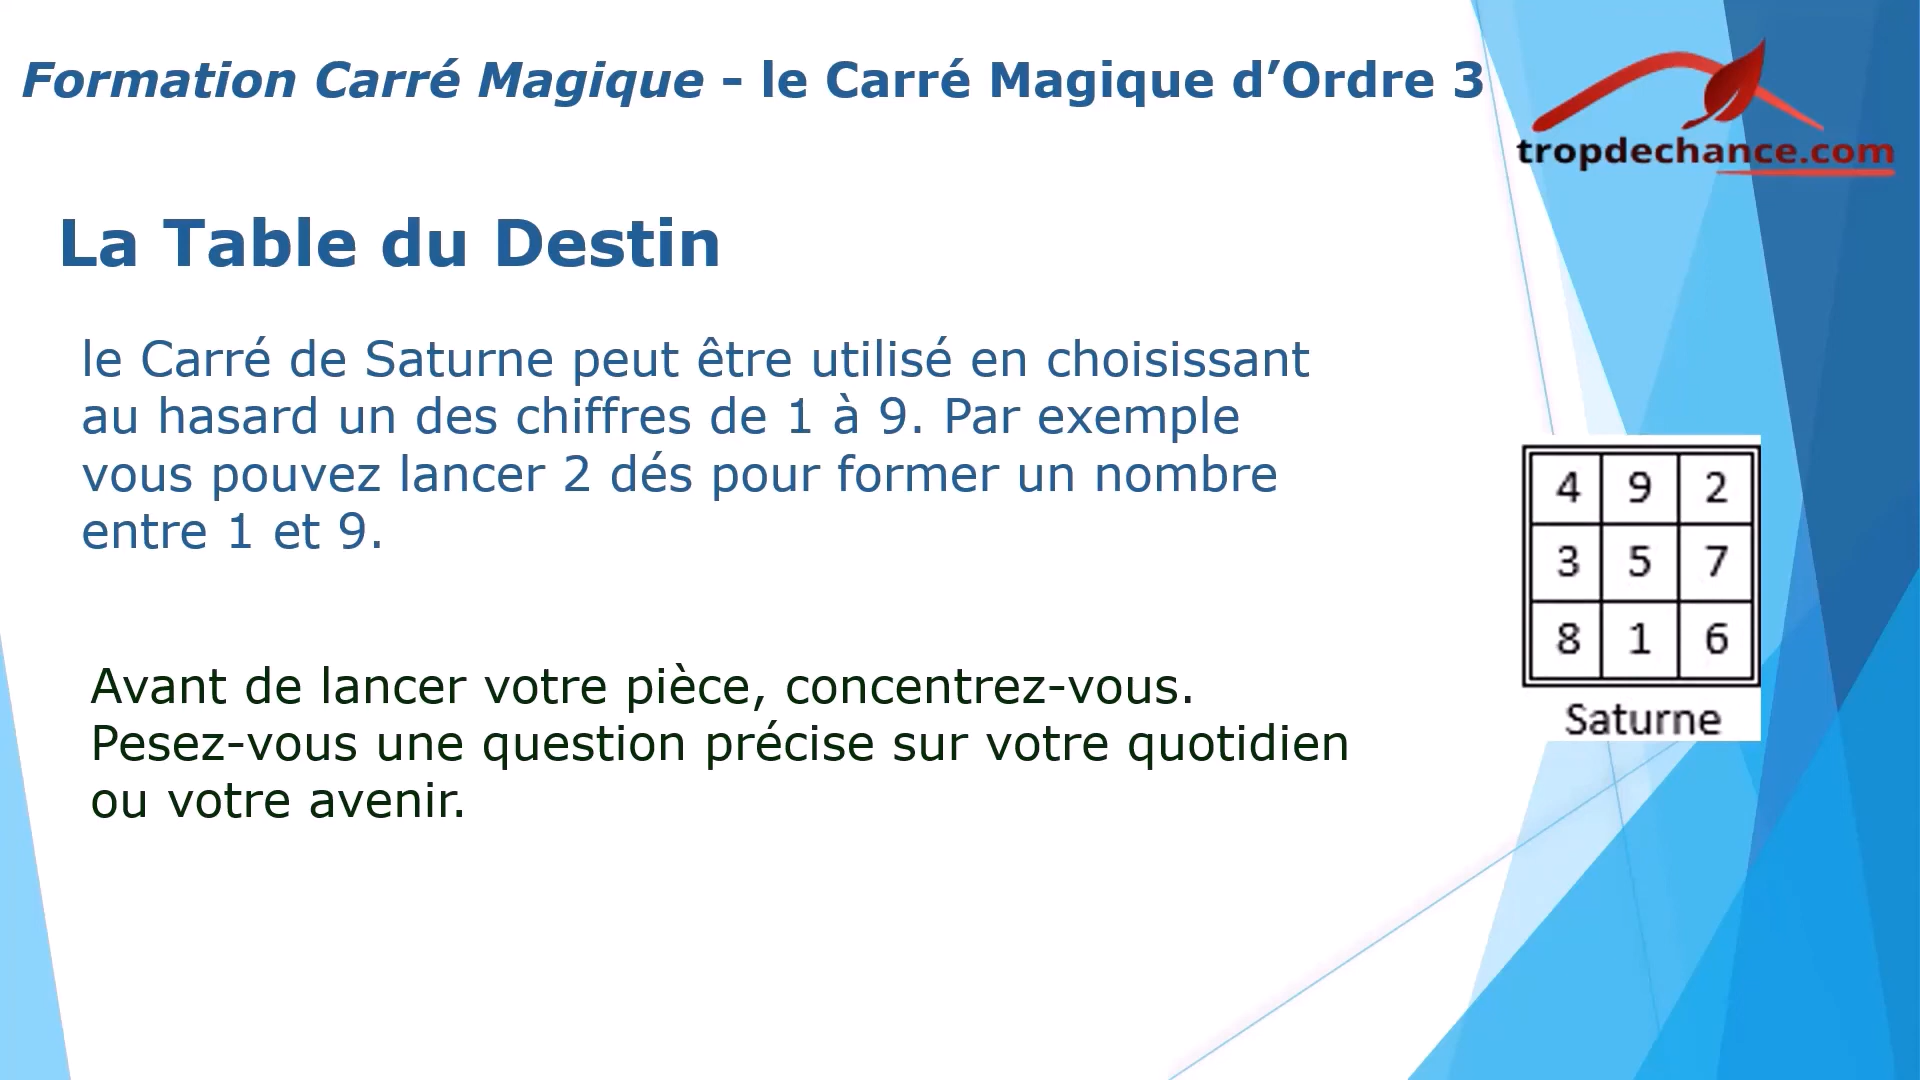 Formation Carré Magique - le Carré Magique d’Ordre 3
tropdechance.com
La Table du Destin
le Carré de Saturne peut être utilisé en choisissant
au hasard un des chiffres de 1 à 9. Par exemple
vous pouvez lancer 2 dés pour former un nombre
entre 1 et 9.
4 9 2
3 5 7
8 1 6
Saturne
Avant de lancer votre pièce, concentrez-vous.
Pesez-vous une question précise sur votre quotidien
ou votre avenir.